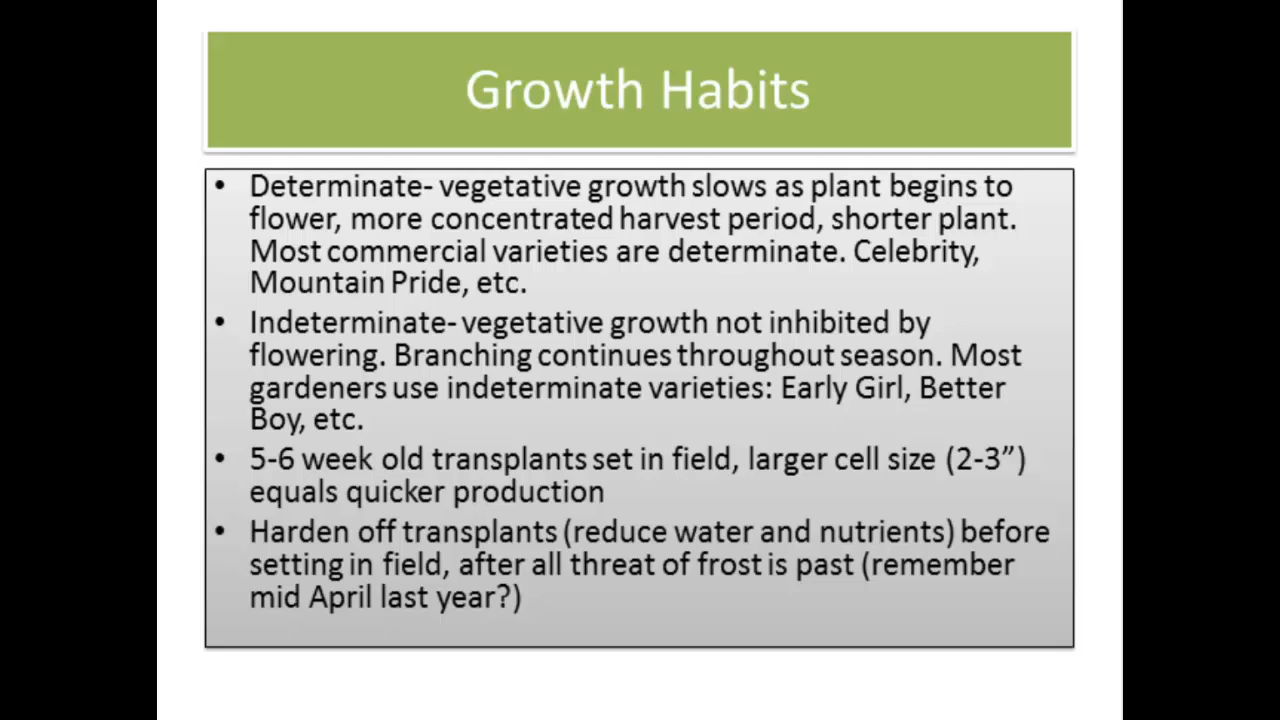 Growth Habits
• Determinate- vegetative growth slows as plant begins to
flower, more concentrated harvest period, shorter plant.
Most commercial varieties are determinate. Celebrity,
Mountain Pride, etc.
• Indeterminate- vegetative growth not inhibited by
flowering. Branching continues throughout season. Most
gardeners use indeterminate varieties: Early Girl, Better
Boy, etc.
• 5-6 week old transplants set in field, larger cell size (2-3”)
equals quicker production
• Harden off transplants (reduce water and nutrients) before
setting in field, after all threat of frost is past (remember
mid April last year?)